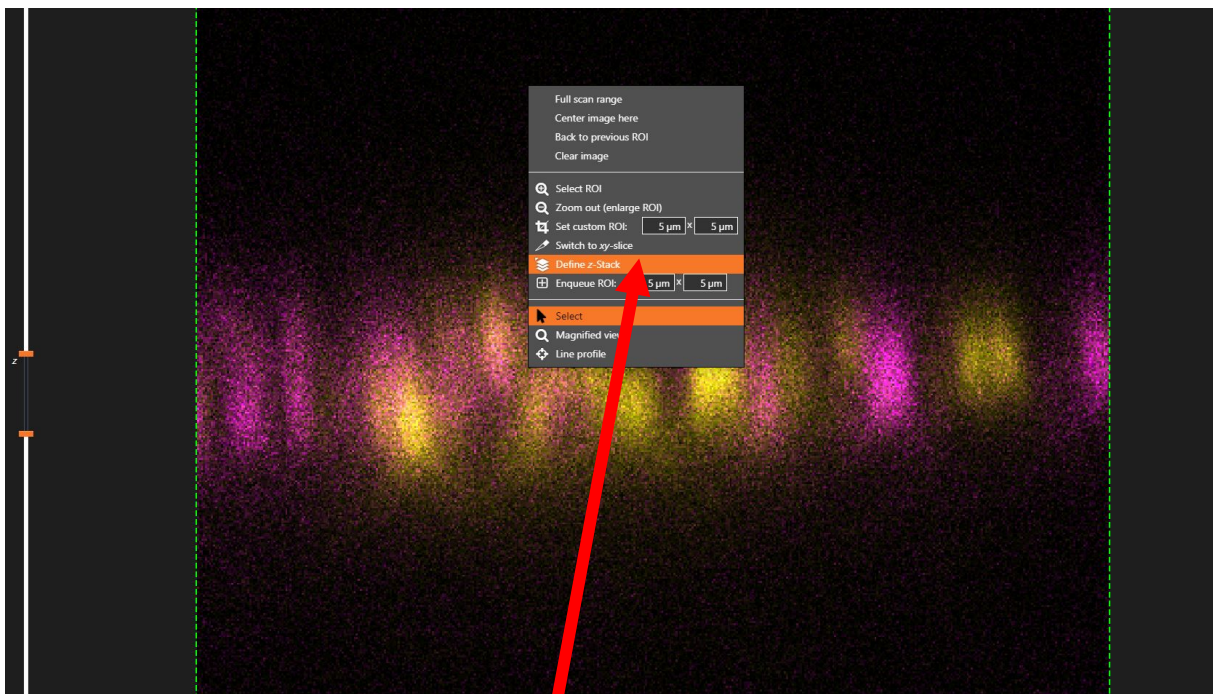 Full scan range
Center image here
Back to previous ROI
Clear image
Select ROI
Zoom out (enlarge ROI)
Set custom ROI: 5 µm x 5 µm
Switch to xy-slice
Define z-Stack
Enqueue ROI: 5 µm x 5 µm
Select
Magnified view
Line profile
z